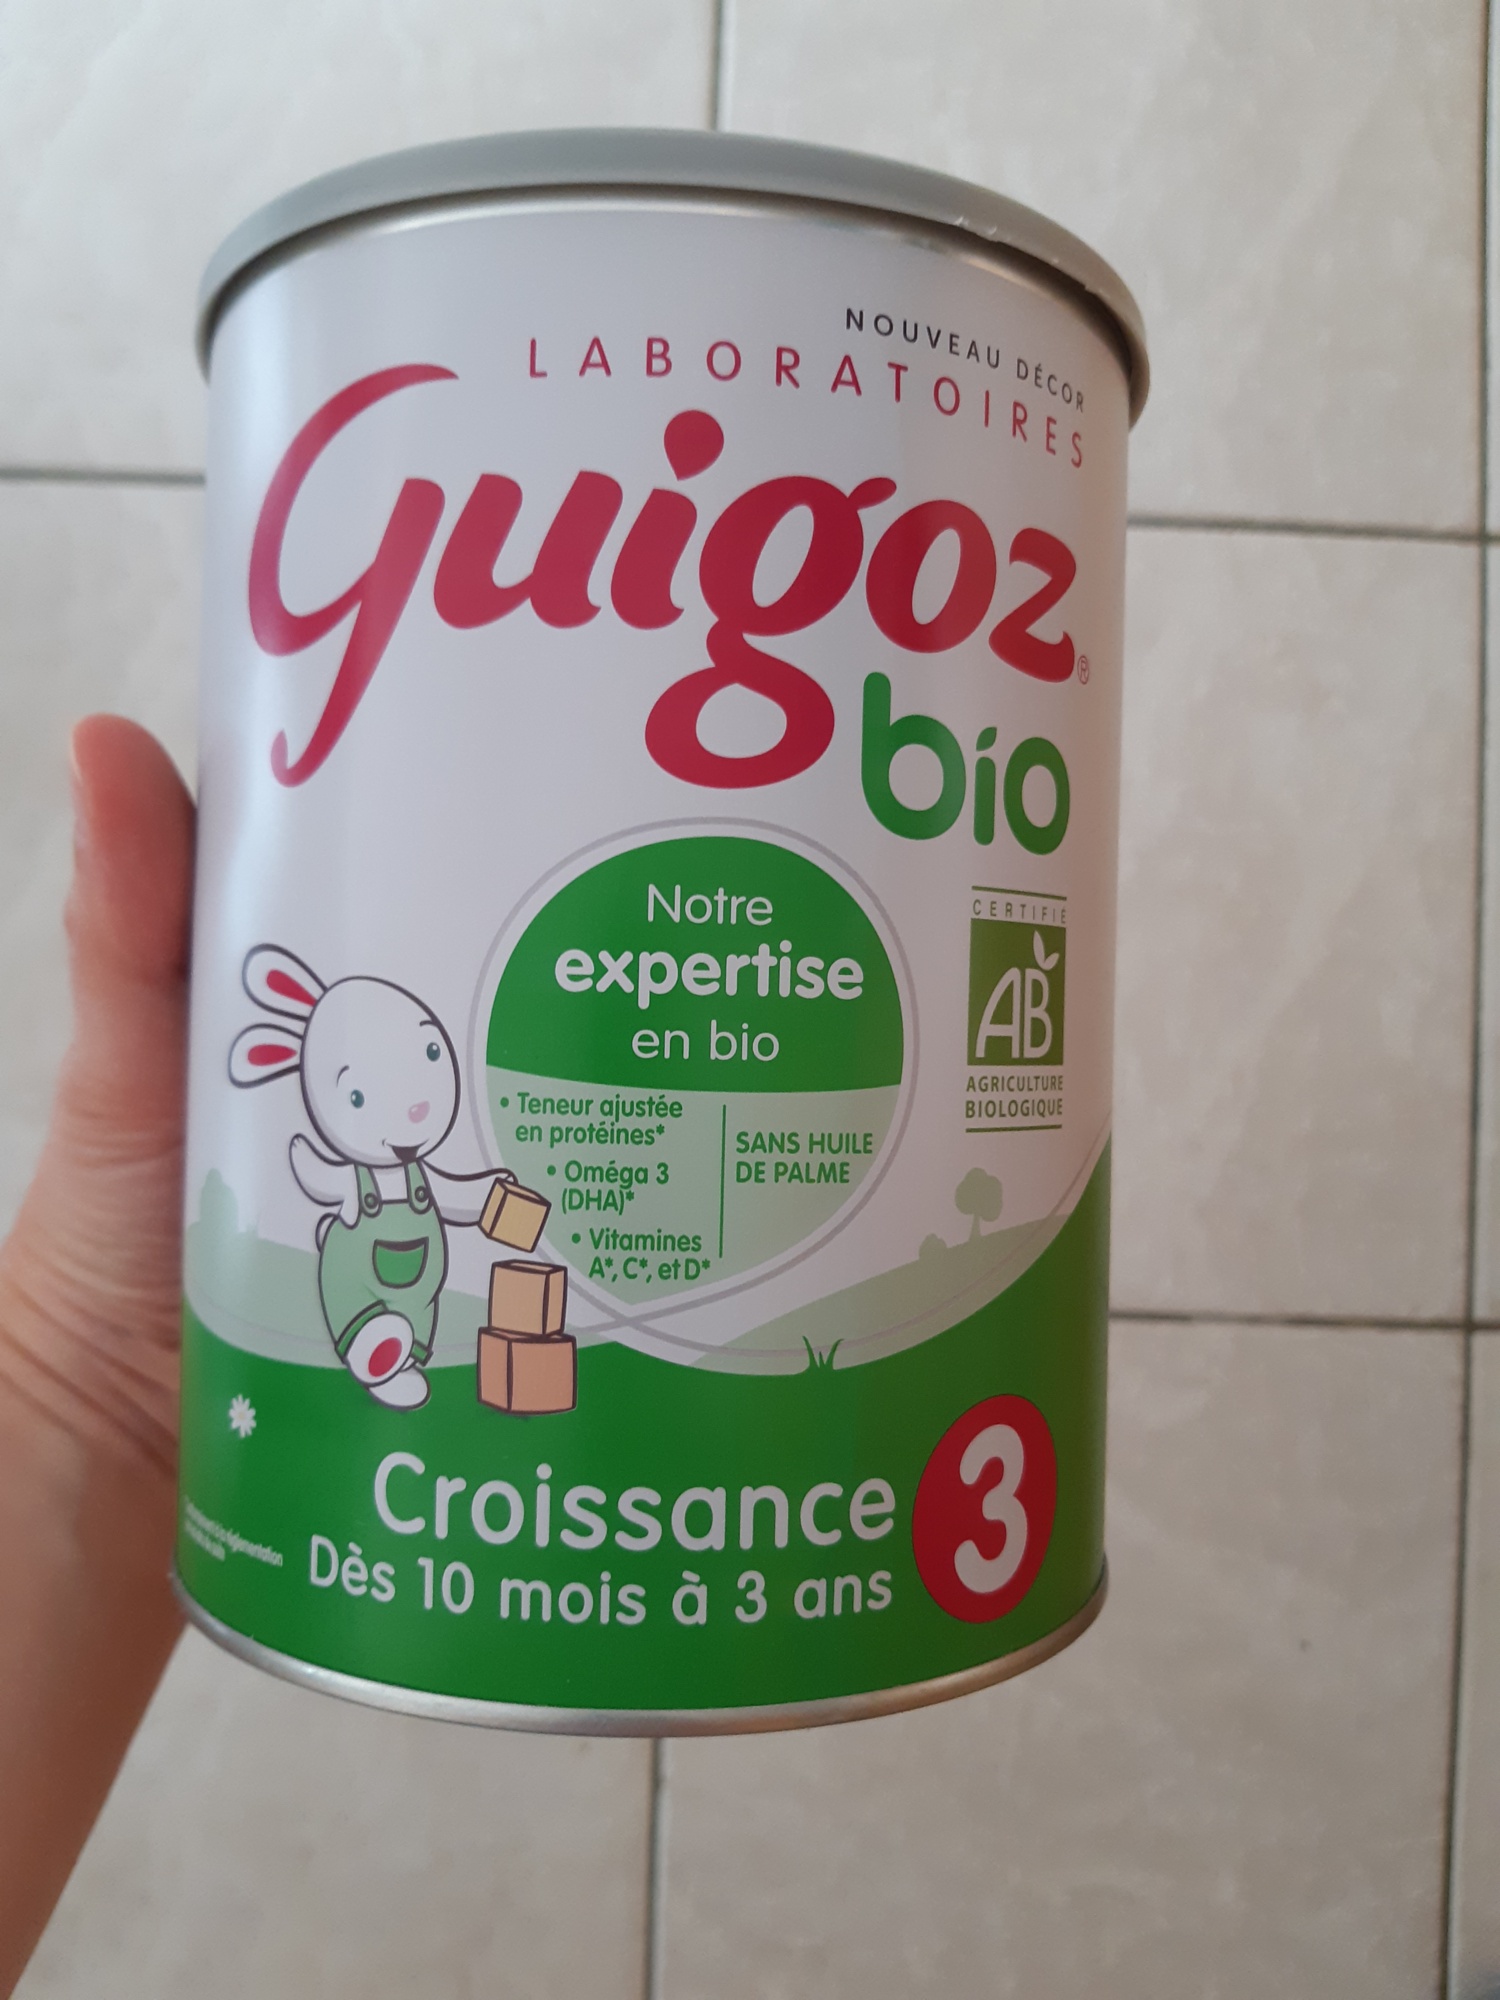 NOUVEAU DÉCOR
LABORATOIRES
Guigoz®
bio
Notre
expertise
en bio
• Teneur ajustée
en protéines*
• Oméga 3
(DHA)*
• Vitamines
A*, C*, et D*
SANS HUILE
DE PALME
CERTIFIÉ
AB
AGRICULTURE
BIOLOGIQUE
Croissance 3
Dès 10 mois à 3 ans
réglementation